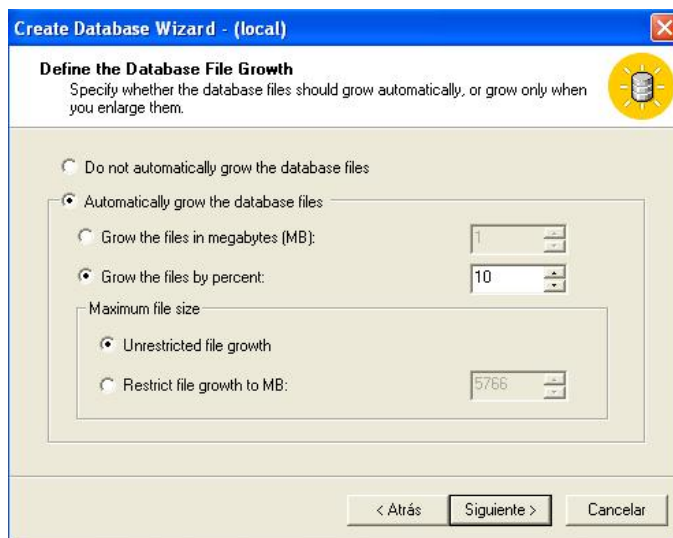 Create Database Wizard - (local)
Define the Database File Growth
Specify whether the database files should grow automatically, or grow only when
you enlarge them.
Do not automatically grow the database files
Automatically grow the database files
Grow the files in megabytes (MB): 1
Grow the files by percent: 10
Maximum file size
Unrestricted file growth
Restrict file growth to MB: 5766
< Atrás Siguiente > Cancelar